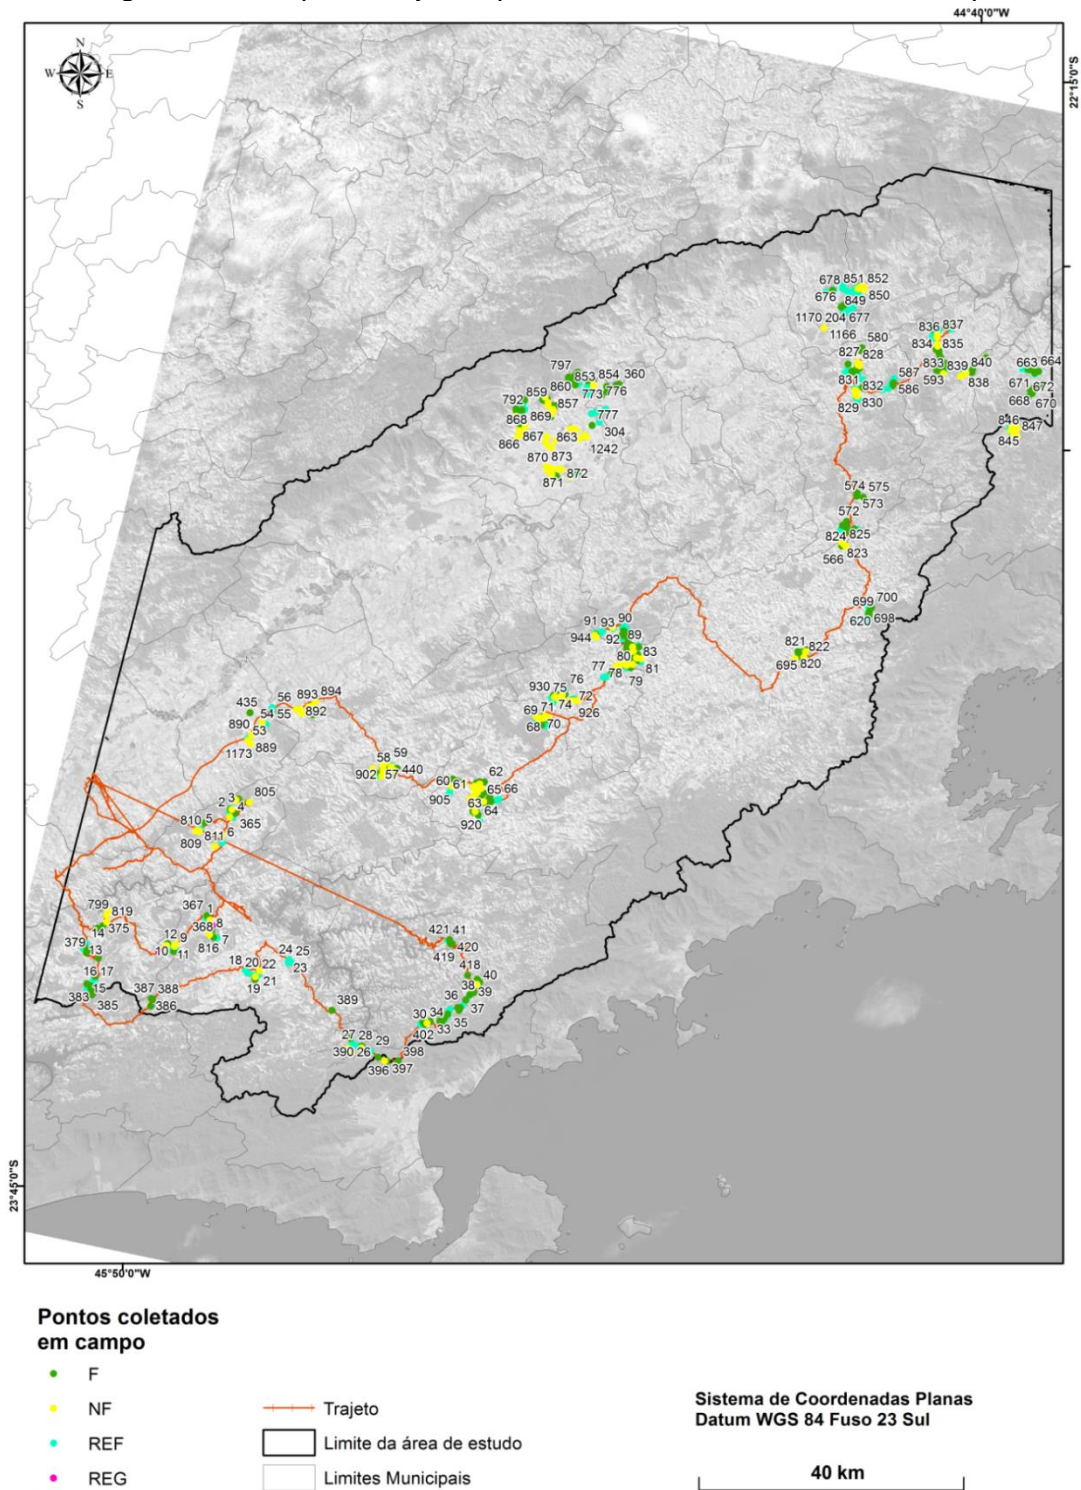 44°40'0"W
22°15'0"S
N
W E
S
678 851 852
676 849 850
1170 204 677
1166
580
836 837
834 835
827 828
833 839 840
593 838
831 832
587
586
829 830
663 664
671 672
668 670
846 847
845
797
860 853 854 360
773 776
859
792 857
868 869
777
304
867 863
866
1242
870 873
871 872
574 575
573
572
824 825
566 823
699 700
620 698
821 822
695 820
91 93 90
944 92 89
80 83
77 78 81
79
76
930 75
74 72
69 71 926
68 70
435 56 893 894
54 55 892
890 53
1173 889
58 59
902 57 440
60 61 62
905 65 66
63 64
920
2 3 805
4
810 5 365
811 6
809
799 819
14 375
379 13
367 1
368 8
12 9
10 11 816 7
16 17
15
383 385
387 388
386
18 20 22
19 21
24 25
23
389
27 28 29
390 26
396 397
398
421 41
419 420
418
40
38 39
36 37
30 34
402 33 35
23°45'0"S
45°50'0"W
Pontos coletados
em campo
F
NF
REF
REG
Trajeto
Limite da área de estudo
Limites Municipais
Sistema de Coordenadas Planas
Datum WGS 84 Fuso 23 Sul
40 km